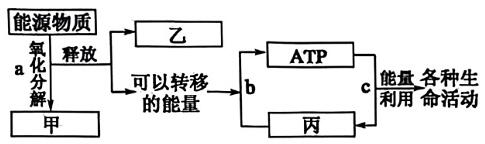 能源物质
a 氧化分解
释放
乙
甲
可以转移
的能量
b
ATP
丙
c
能量
利用
各种生
命活动